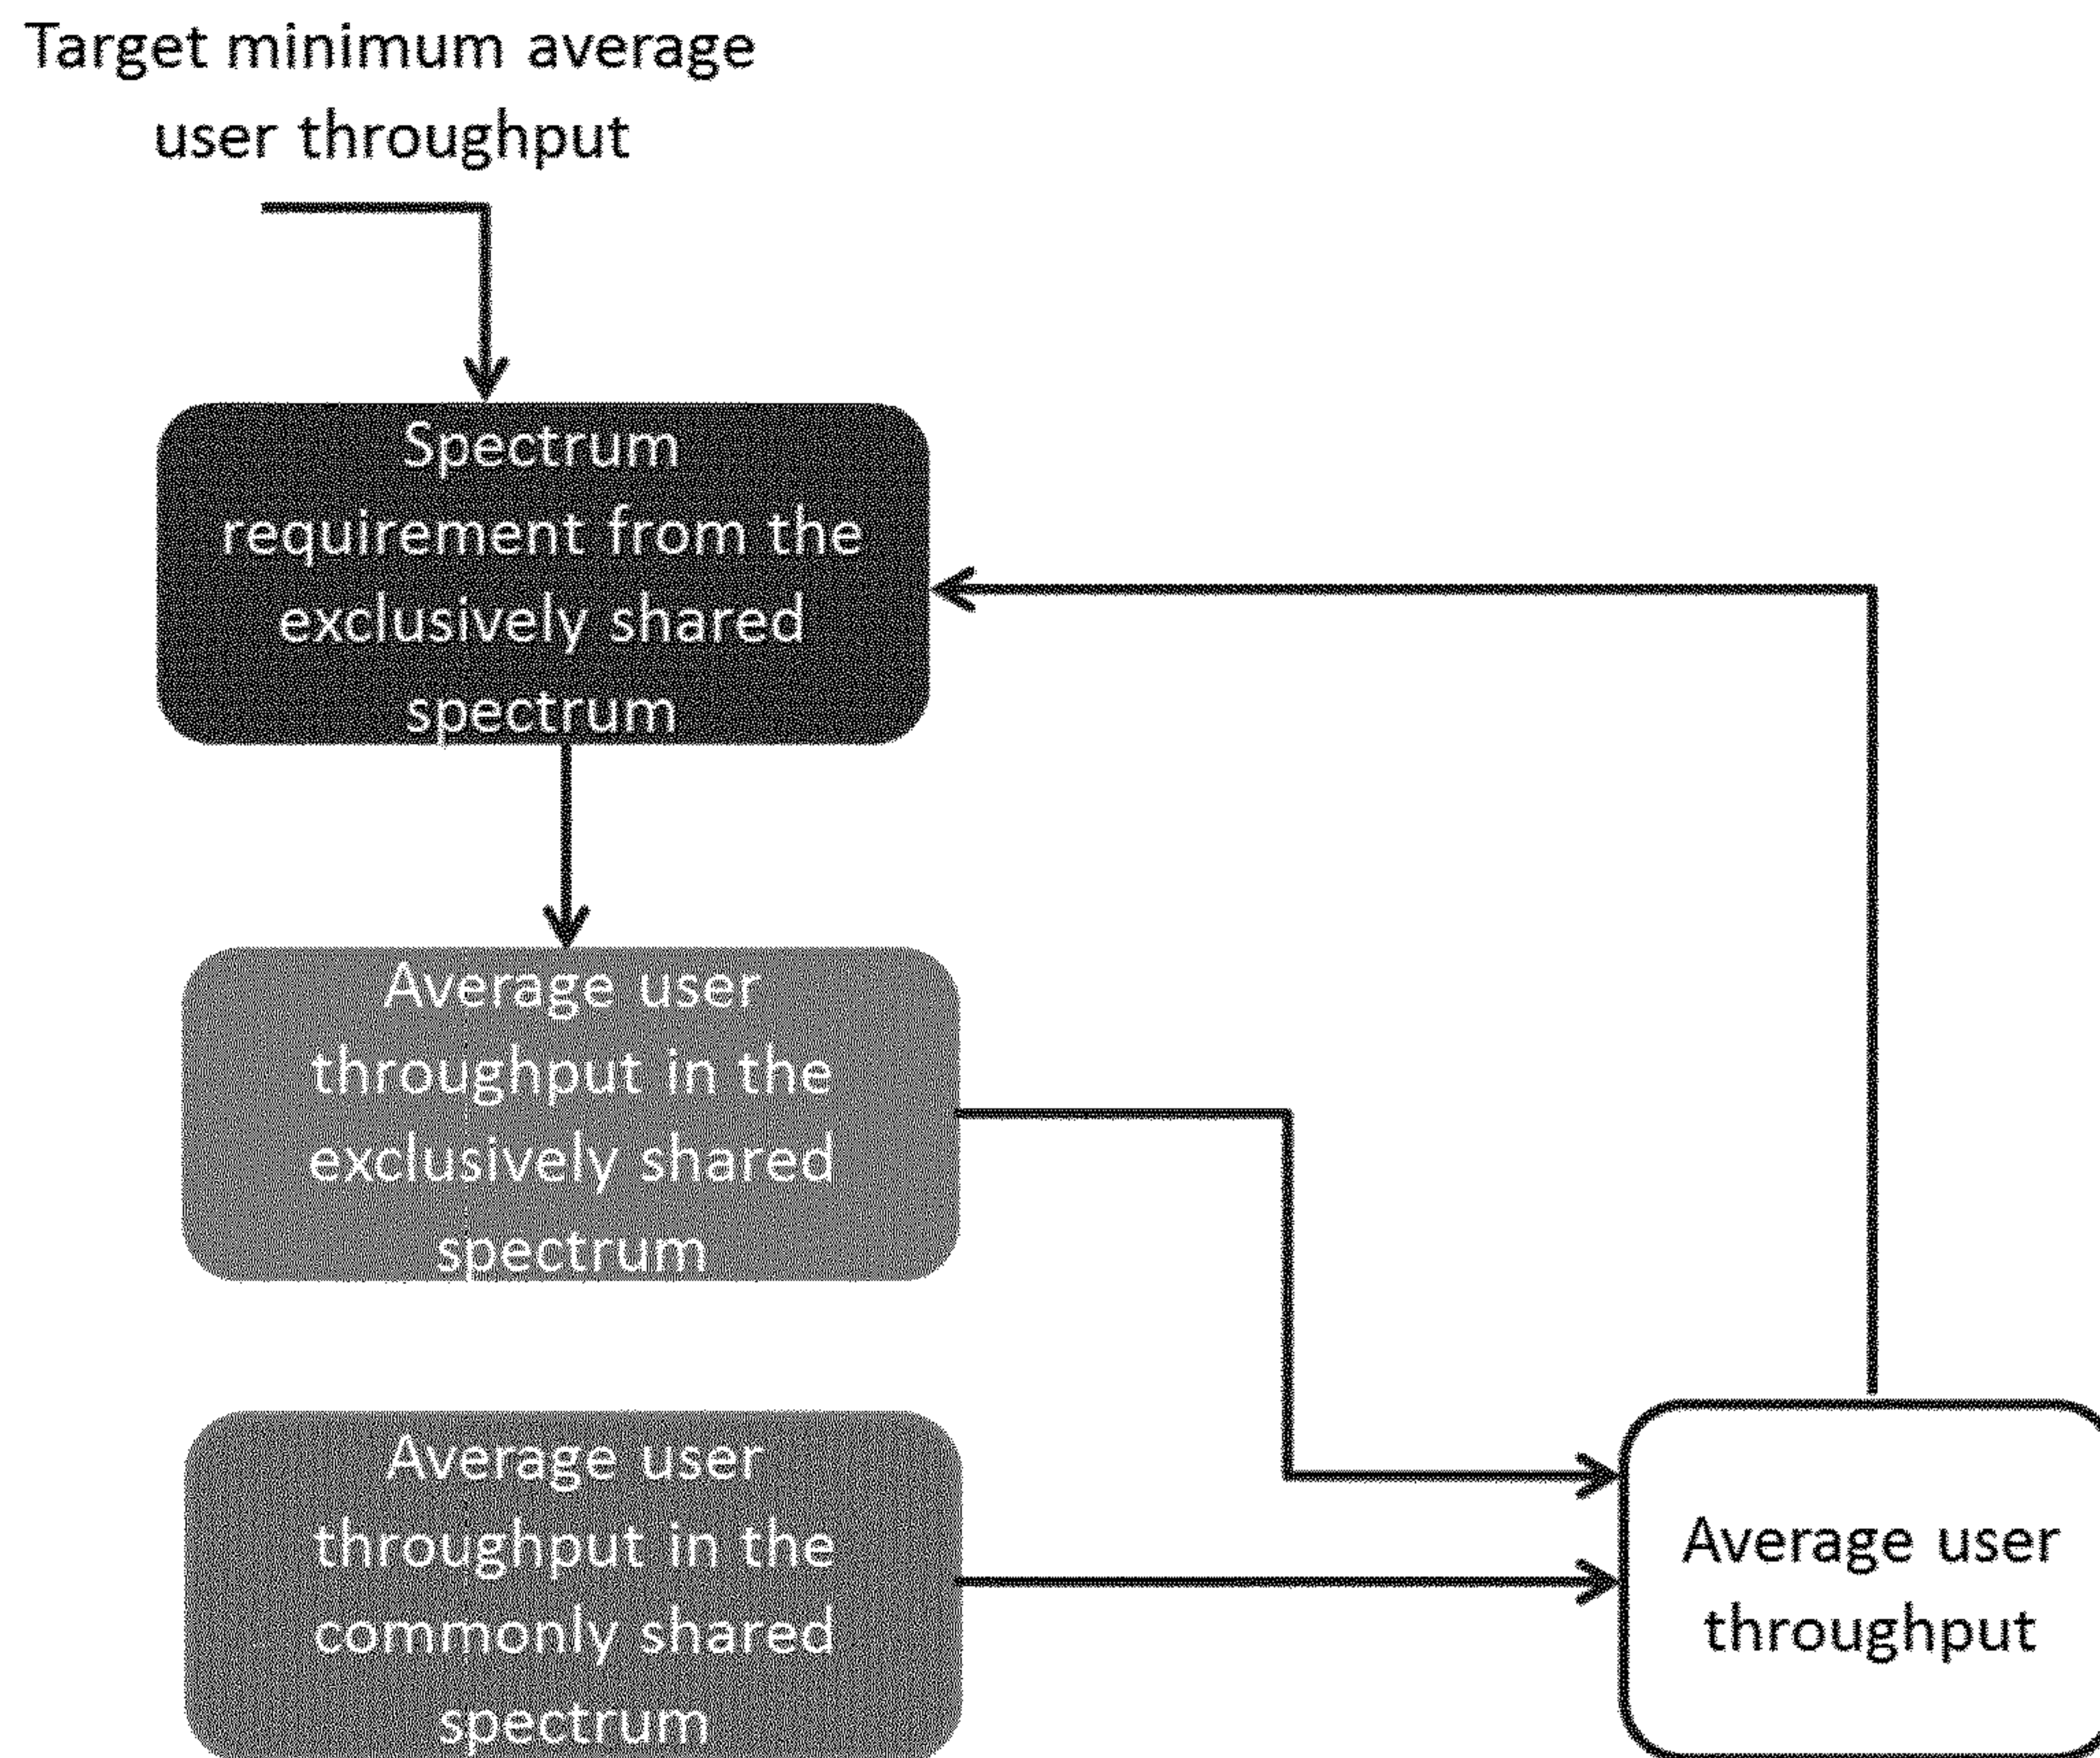 Target minimum average
user throughput
Spectrum
requirement from the
exclusively shared
spectrum
Average user
throughput in the
exclusively shared
spectrum
Average user
throughput in the
commonly shared
spectrum
Average user
throughput